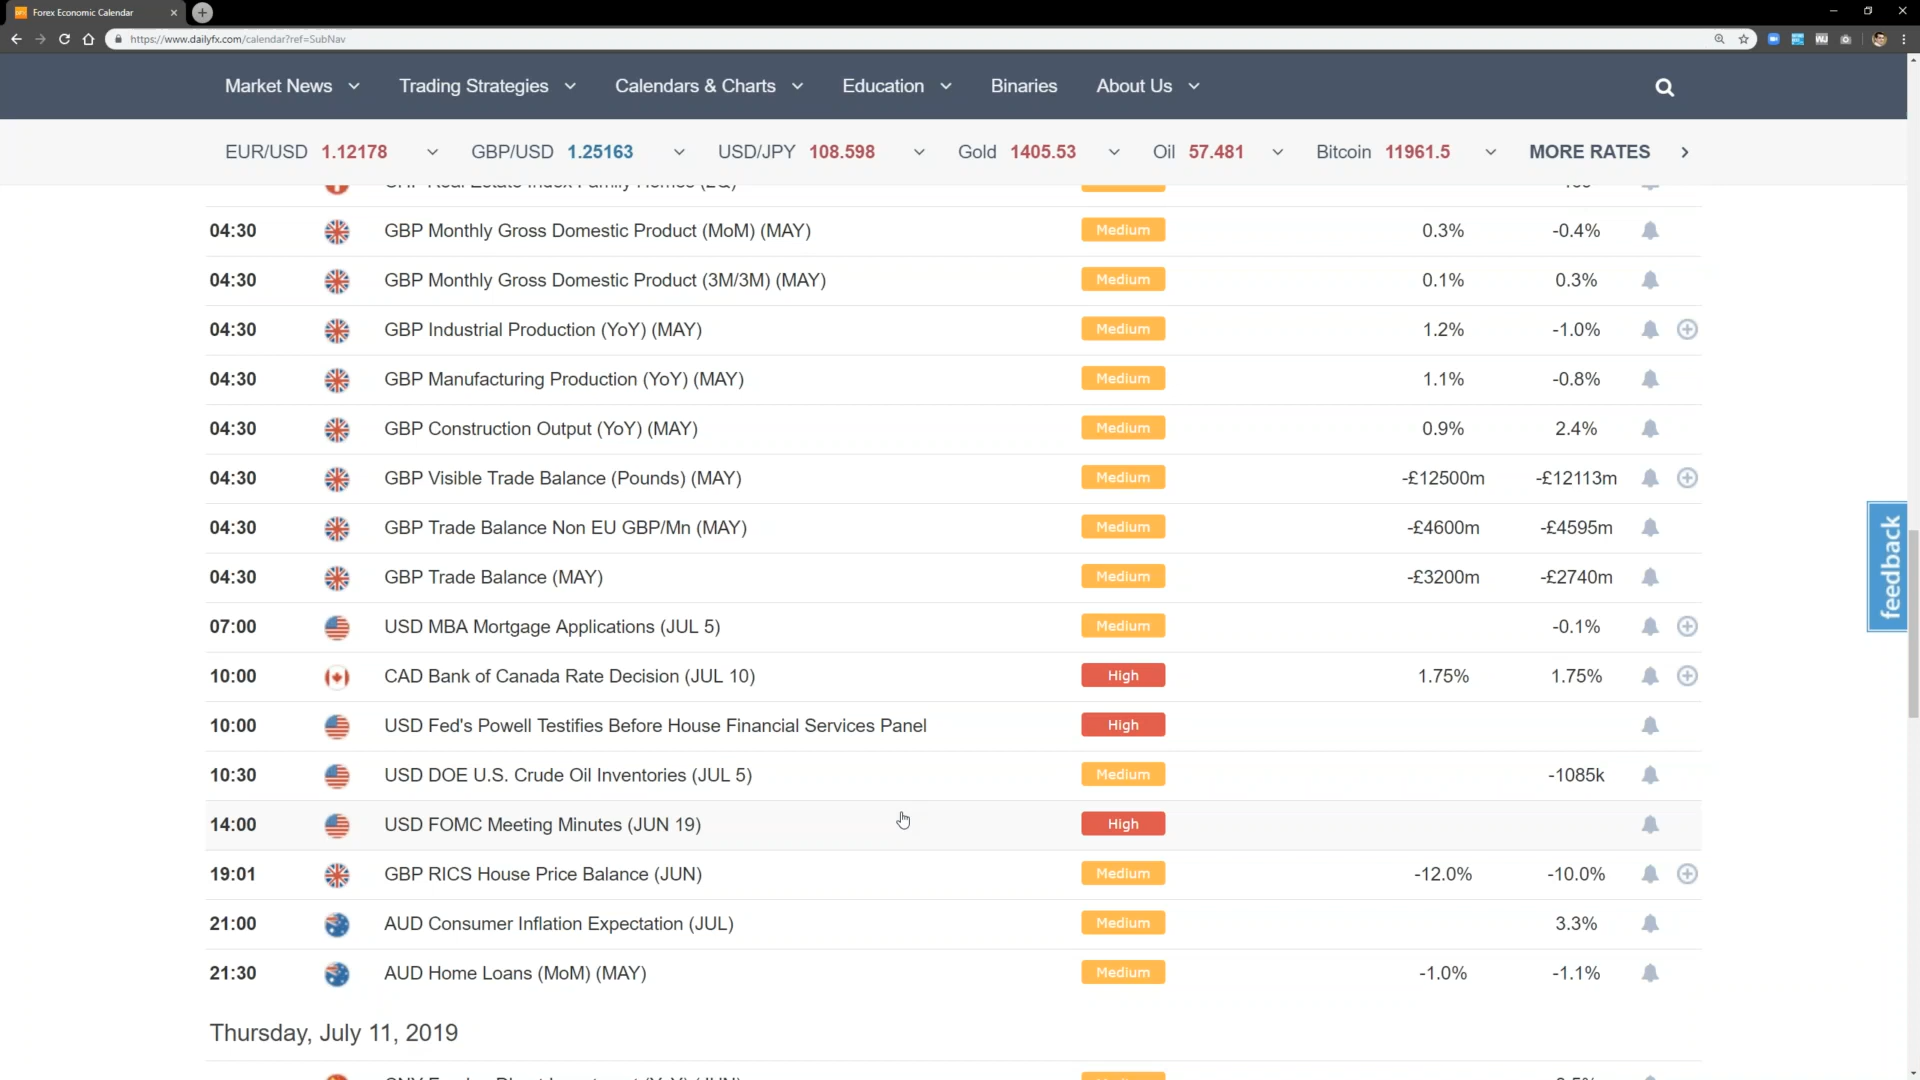 Forex Economic Calendar
https://www.dailyfx.com/calendar?ref=SubNav
Market News Trading Strategies Calendars & Charts Education Binaries About Us
EUR/USD 1.12178 GBP/USD 1.25163 USD/JPY 108.598 Gold 1405.53 Oil 57.481 Bitcoin 11961.5 MORE RATES
04:30 GBP Monthly Gross Domestic Product (MoM) (MAY) Medium 0.3% -0.4%
04:30 GBP Monthly Gross Domestic Product (3M/3M) (MAY) Medium 0.1% 0.3%
04:30 GBP Industrial Production (YoY) (MAY) Medium 1.2% -1.0%
04:30 GBP Manufacturing Production (YoY) (MAY) Medium 1.1% -0.8%
04:30 GBP Construction Output (YoY) (MAY) Medium 0.9% 2.4%
04:30 GBP Visible Trade Balance (Pounds) (MAY) Medium -£12500m -£12113m
04:30 GBP Trade Balance Non EU GBP/Mn (MAY) Medium -£4600m -£4595m
04:30 GBP Trade Balance (MAY) Medium -£3200m -£2740m
07:00 USD MBA Mortgage Applications (JUL 5) Medium -0.1%
10:00 CAD Bank of Canada Rate Decision (JUL 10) High 1.75% 1.75%
10:00 USD Fed's Powell Testifies Before House Financial Services Panel High
10:30 USD DOE U.S. Crude Oil Inventories (JUL 5) Medium -1085k
14:00 USD FOMC Meeting Minutes (JUN 19) High
19:01 GBP RICS House Price Balance (JUN) Medium -12.0% -10.0%
21:00 AUD Consumer Inflation Expectation (JUL) Medium 3.3%
21:30 AUD Home Loans (MoM) (MAY) Medium -1.0% -1.1%
Thursday, July 11, 2019
feedback